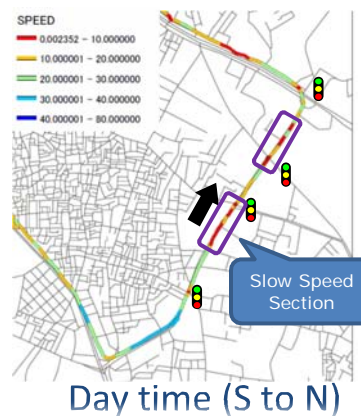 SPEED
0.002352 – 10.000000
10.000001 – 20.000000
20.000001 – 30.000000
30.000001 – 40.000000
40.000001 – 80.000000
Slow Speed
Section
Day time (S to N)